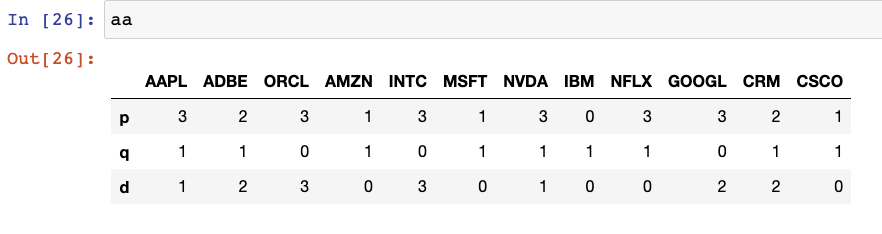 In [26]: aa
Out[26]:
AAPL ADBE ORCL AMZN INTC MSFT NVDA IBM NFLX GOOGL CRM CSCO
p 3 2 3 1 3 1 3 0 3 3 2 1
q 1 1 0 1 0 1 1 1 1 0 1 1
d 1 2 3 0 3 0 1 0 0 2 2 0